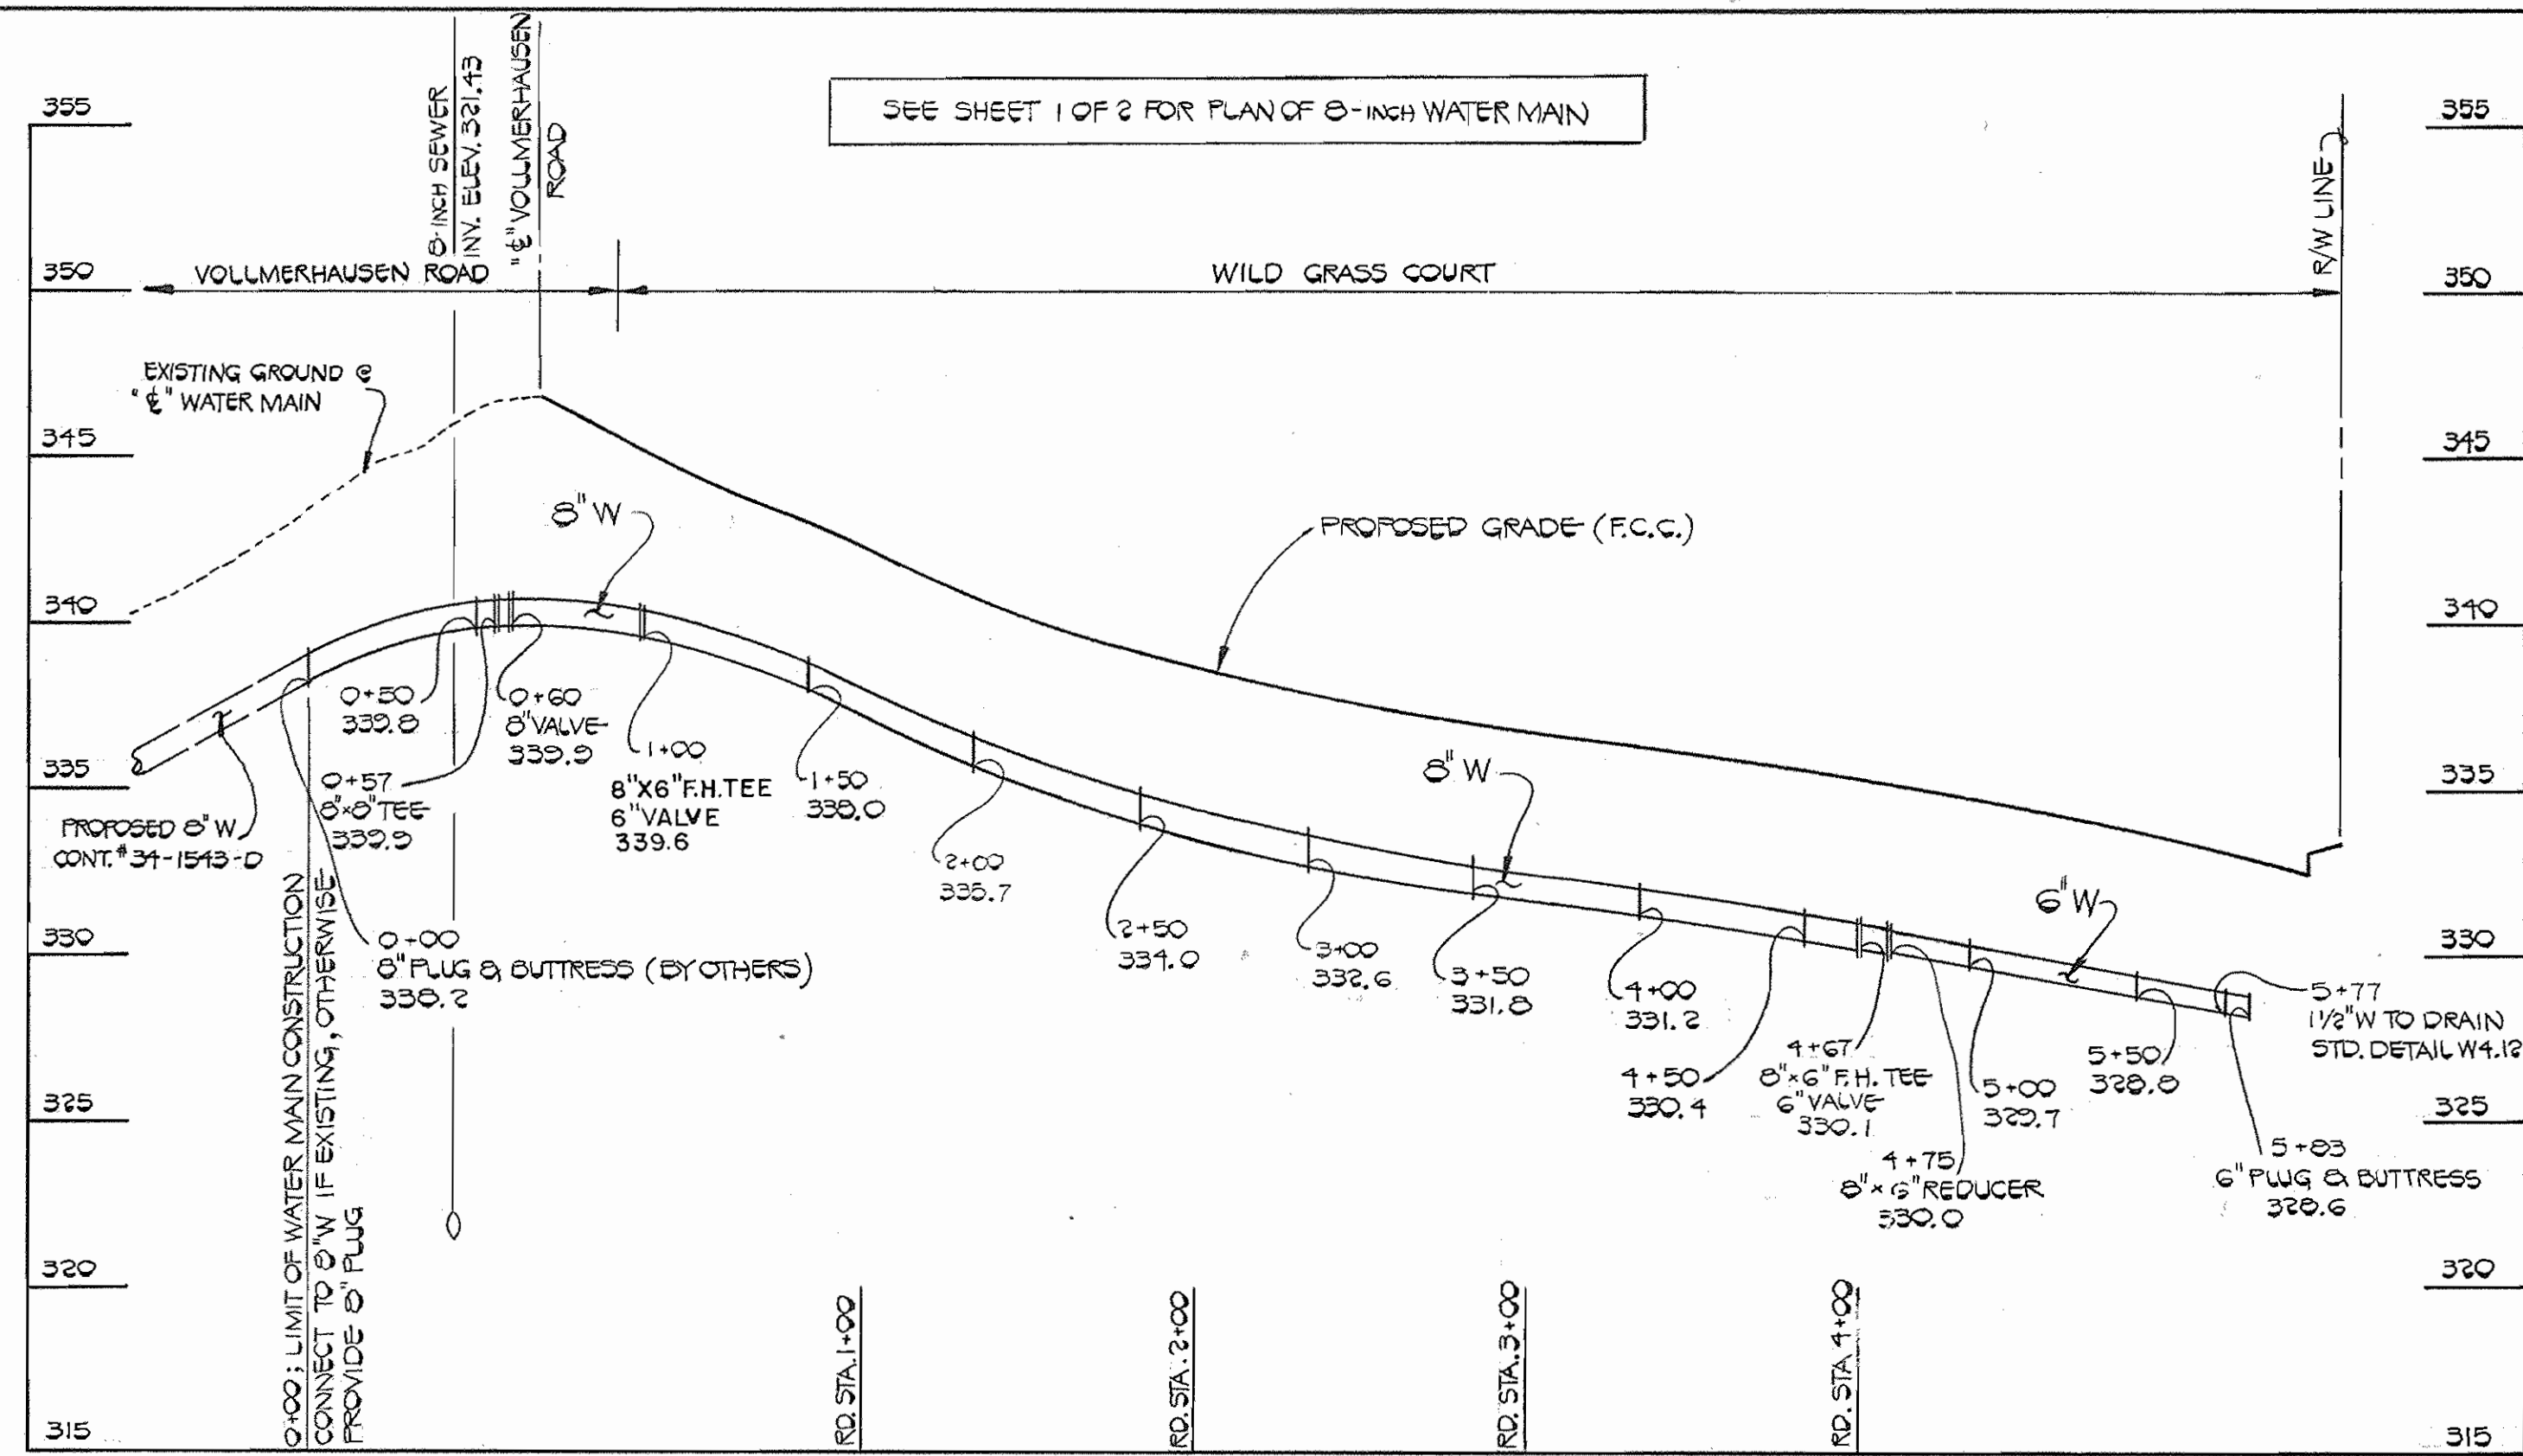 SEE SHEET 1 OF 2 FOR PLAN OF 8-INCH WATER MAIN
355
350
345
340
335
330
325
320
315
355
350
345
340
335
330
325
320
315
8-INCH SEWER
INV. ELEV. 321.43
"℄" VOLLMERHAUSEN
ROAD
R/W LINE
VOLLMERHAUSEN ROAD
WILD GRASS COURT
EXISTING GROUND @
"℄" WATER MAIN
8" W
PROPOSED GRADE (F.C.G.)
PROPOSED 8" W
CONT. #34-1543-D
0+50
339.8
0+57
8"x8" TEE
339.9
0+60
8" VALVE
339.9
1+00
8"X6" F.H. TEE
6" VALVE
339.6
1+50
338.0
2+00
335.7
2+50
334.0
3+00
332.6
8" W
3+50
331.8
4+00
331.2
4+50
330.4
4+67
8"x6" F.H. TEE
6" VALVE
330.1
4+75
8"x6" REDUCER
330.0
5+00
329.7
6" W
5+50
328.8
5+77
1 1/2" W TO DRAIN
STD. DETAIL W4.12
5+83
6" PLUG & BUTTRESS
328.6
0+00
8" PLUG & BUTTRESS (BY OTHERS)
338.2
0+00; LIMIT OF WATER MAIN CONSTRUCTION
CONNECT TO 8" W IF EXISTING, OTHERWISE
PROVIDE 8" PLUG
RD. STA. 1+00
RD. STA. 2+00
RD. STA. 3+00
RD. STA 4+00